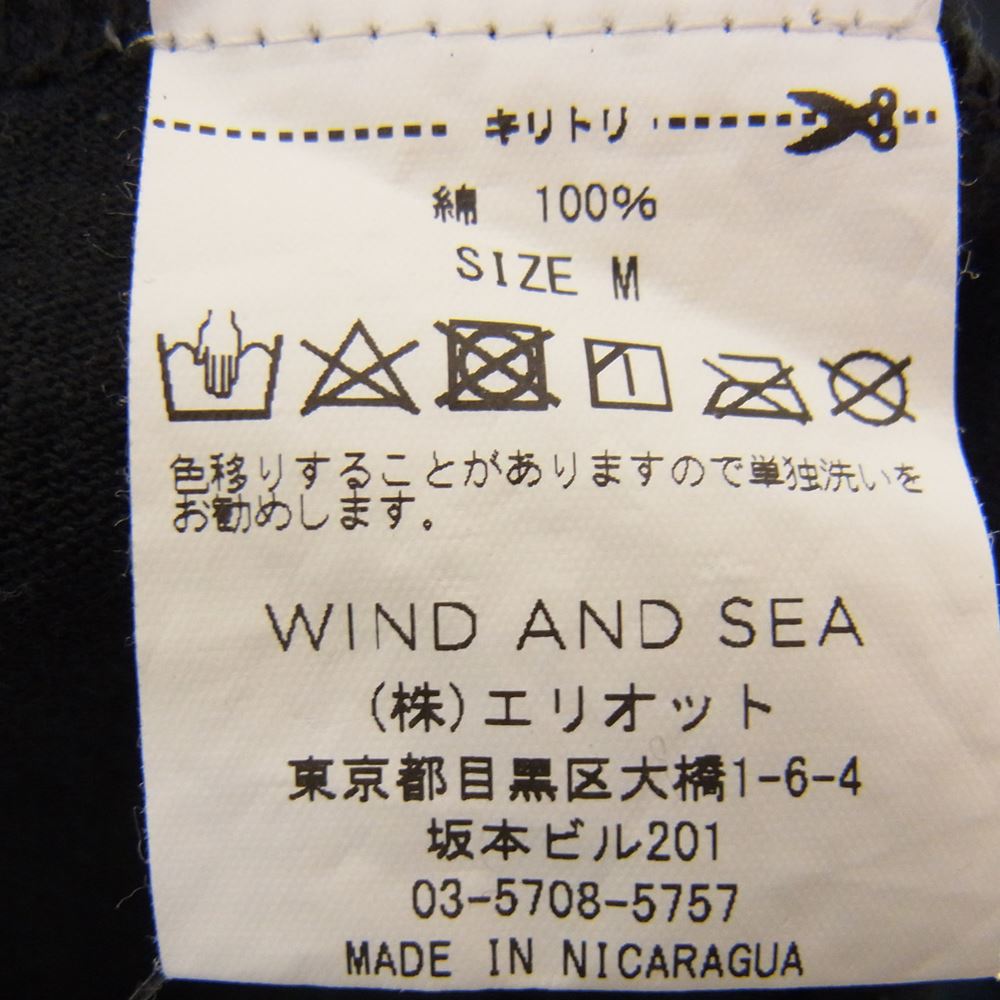 キリトリ
綿 100%
SIZE M
色移りすることがありますので単独洗いを
お勧めします。
WIND AND SEA
(株)エリオット
東京都目黒区大橋1-6-4
坂本ビル201
03-5708-5757
MADE IN NICARAGUA